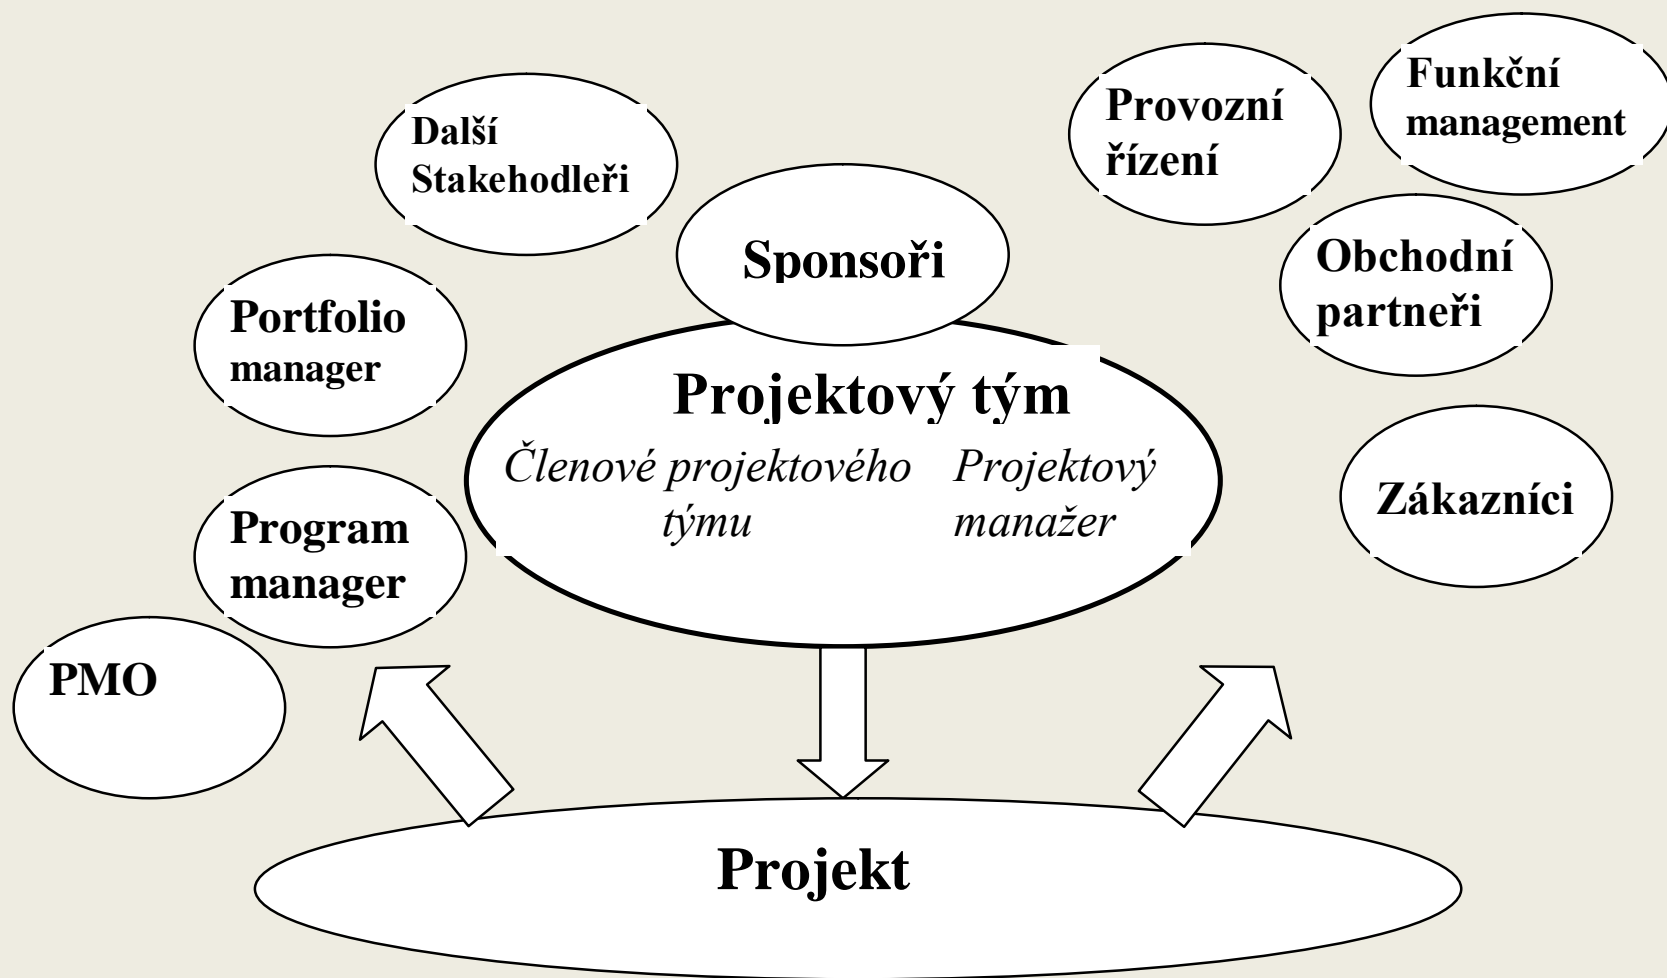 Funkční
management
Provozní
řízení
Další
Stakehodleři
Sponsoři
Obchodní
partneři
Portfolio
manager
Projektový tým
Členové projektového
týmu
Projektový
manažer
Zákazníci
Program
manager
PMO
Projekt